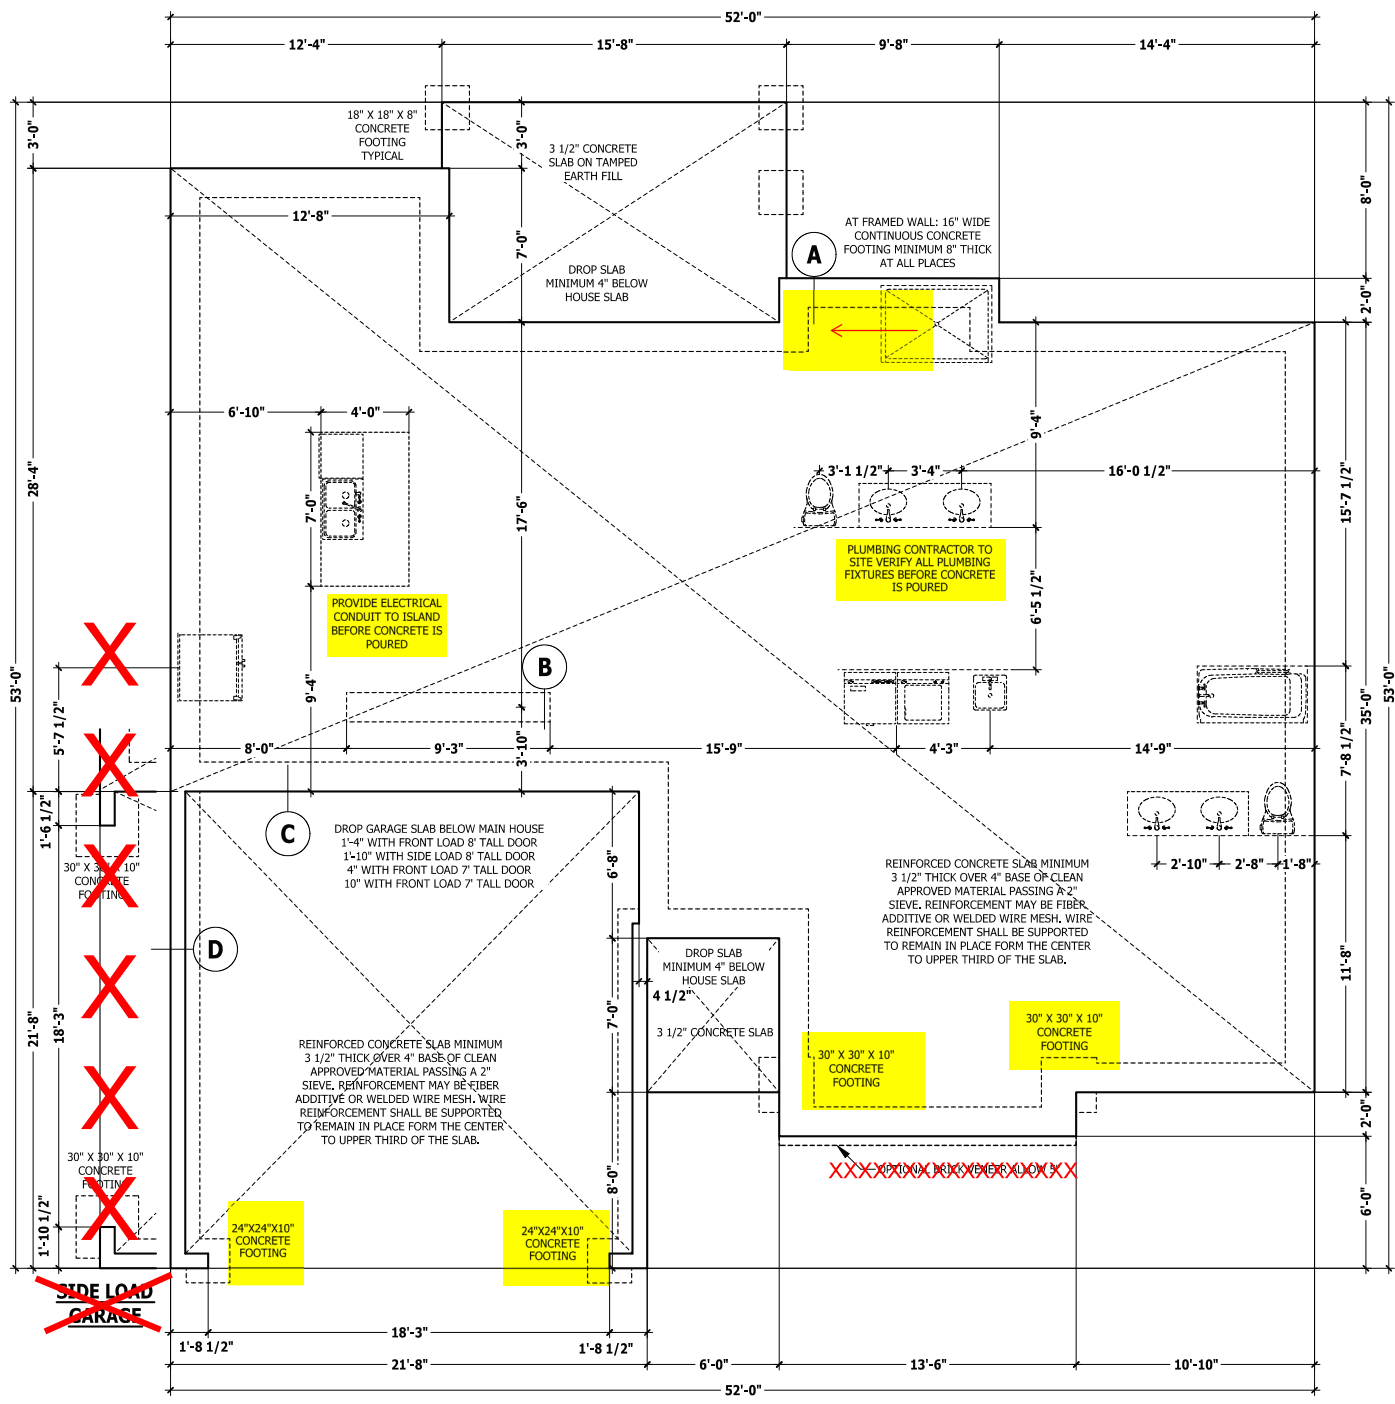 52'-0"
12'-4"
15'-8"
9'-8"
14'-4"
3'-0"
18" X 18" X 8"
CONCRETE
FOOTING
TYPICAL
3'-0"
3 1/2" CONCRETE
SLAB ON TAMPED
EARTH FILL
8'-0"
12'-8"
7'-0"
AT FRAMED WALL: 16" WIDE
CONTINUOUS CONCRETE
FOOTING MINIMUM 8" THICK
AT ALL PLACES
A
DROP SLAB
MINIMUM 4" BELOW
HOUSE SLAB
2'-0"
6'-10"
4'-0"
9'-4"
28'-4"
7'-0"
17'-6"
3'-1 1/2"
3'-4"
16'-0 1/2"
15'-7 1/2"
PLUMBING CONTRACTOR TO
SITE VERIFY ALL PLUMBING
FIXTURES BEFORE CONCRETE
IS POURED
PROVIDE ELECTRICAL
CONDUIT TO ISLAND
BEFORE CONCRETE IS
POURED
6'-5 1/2"
53'-0"
B
9'-4"
35'-0"
53'-0"
5'-7 1/2"
8'-0"
9'-3"
3'-10"
15'-9"
4'-3"
14'-9"
7'-8 1/2"
1'-6 1/2"
C
DROP GARAGE SLAB BELOW MAIN HOUSE
1'-4" WITH FRONT LOAD 8' TALL DOOR
1'-10" WITH SIDE LOAD 8' TALL DOOR
4" WITH FRONT LOAD 7' TALL DOOR
10" WITH FRONT LOAD 7' TALL DOOR
6'-8"
30" X 30" X 10"
CONCRETE
FOOTING
2'-10"
2'-8"
1'-8"
REINFORCED CONCRETE SLAB MINIMUM
3 1/2" THICK OVER 4" BASE OF CLEAN
APPROVED MATERIAL PASSING A 2"
SIEVE. REINFORCEMENT MAY BE FIBER
ADDITIVE OR WELDED WIRE MESH. WIRE
REINFORCEMENT SHALL BE SUPPORTED
TO REMAIN IN PLACE FORM THE CENTER
TO UPPER THIRD OF THE SLAB.
D
DROP SLAB
MINIMUM 4" BELOW
HOUSE SLAB
4 1/2"
7'-0"
3 1/2" CONCRETE SLAB
11'-8"
21'-8"
18'-3"
REINFORCED CONCRETE SLAB MINIMUM
3 1/2" THICK OVER 4" BASE OF CLEAN
APPROVED MATERIAL PASSING A 2"
SIEVE. REINFORCEMENT MAY BE FIBER
ADDITIVE OR WELDED WIRE MESH. WIRE
REINFORCEMENT SHALL BE SUPPORTED
TO REMAIN IN PLACE FORM THE CENTER
TO UPPER THIRD OF THE SLAB.
30" X 30" X 10"
CONCRETE
FOOTING
30" X 30" X 10"
CONCRETE
FOOTING
2'-0"
30" X 30" X 10"
CONCRETE
FOOTING
OPTIONAL BRICK VENEER ALLOW 5"
XXXXXXXXXXXXXXXXX
8'-0"
6'-0"
1'-10 1/2"
24"X24"X10"
CONCRETE
FOOTING
24"X24"X10"
CONCRETE
FOOTING
SIDE LOAD
GARAGE
1'-8 1/2"
18'-3"
1'-8 1/2"
21'-8"
6'-0"
13'-6"
10'-10"
52'-0"